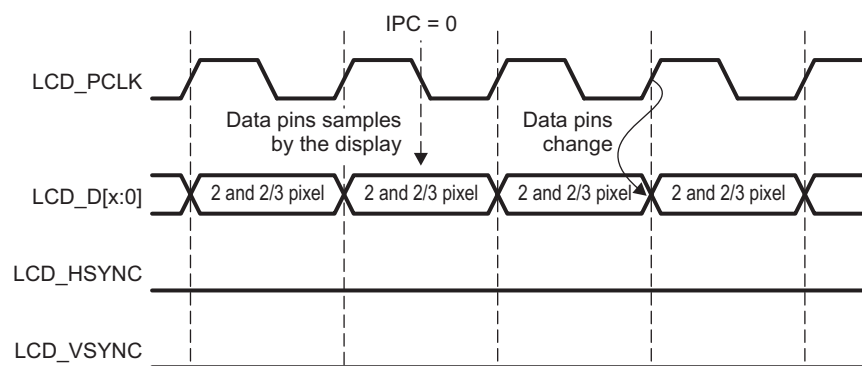 IPC = 0
LCD_PCLK
Data pins samples
by the display
Data pins
change
LCD_D[x:0]
2 and 2/3 pixel
2 and 2/3 pixel
2 and 2/3 pixel
2 and 2/3 pixel
LCD_HSYNC
LCD_VSYNC